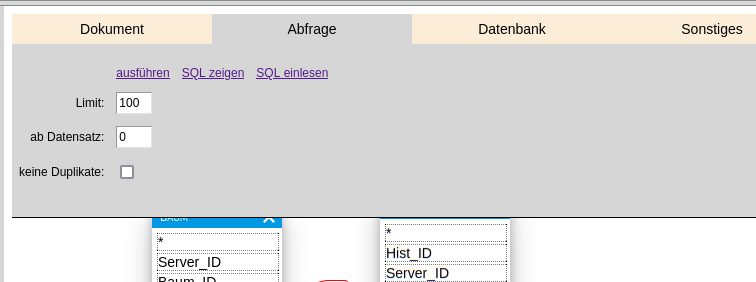 Dokument Abfrage Datenbank Sonstiges
ausführen SQL zeigen SQL einlesen
Limit: 100
ab Datensatz: 0
keine Duplikate:
BAUM
* *
Hist_ID
Server_ID
Server_ID
Baum_ID